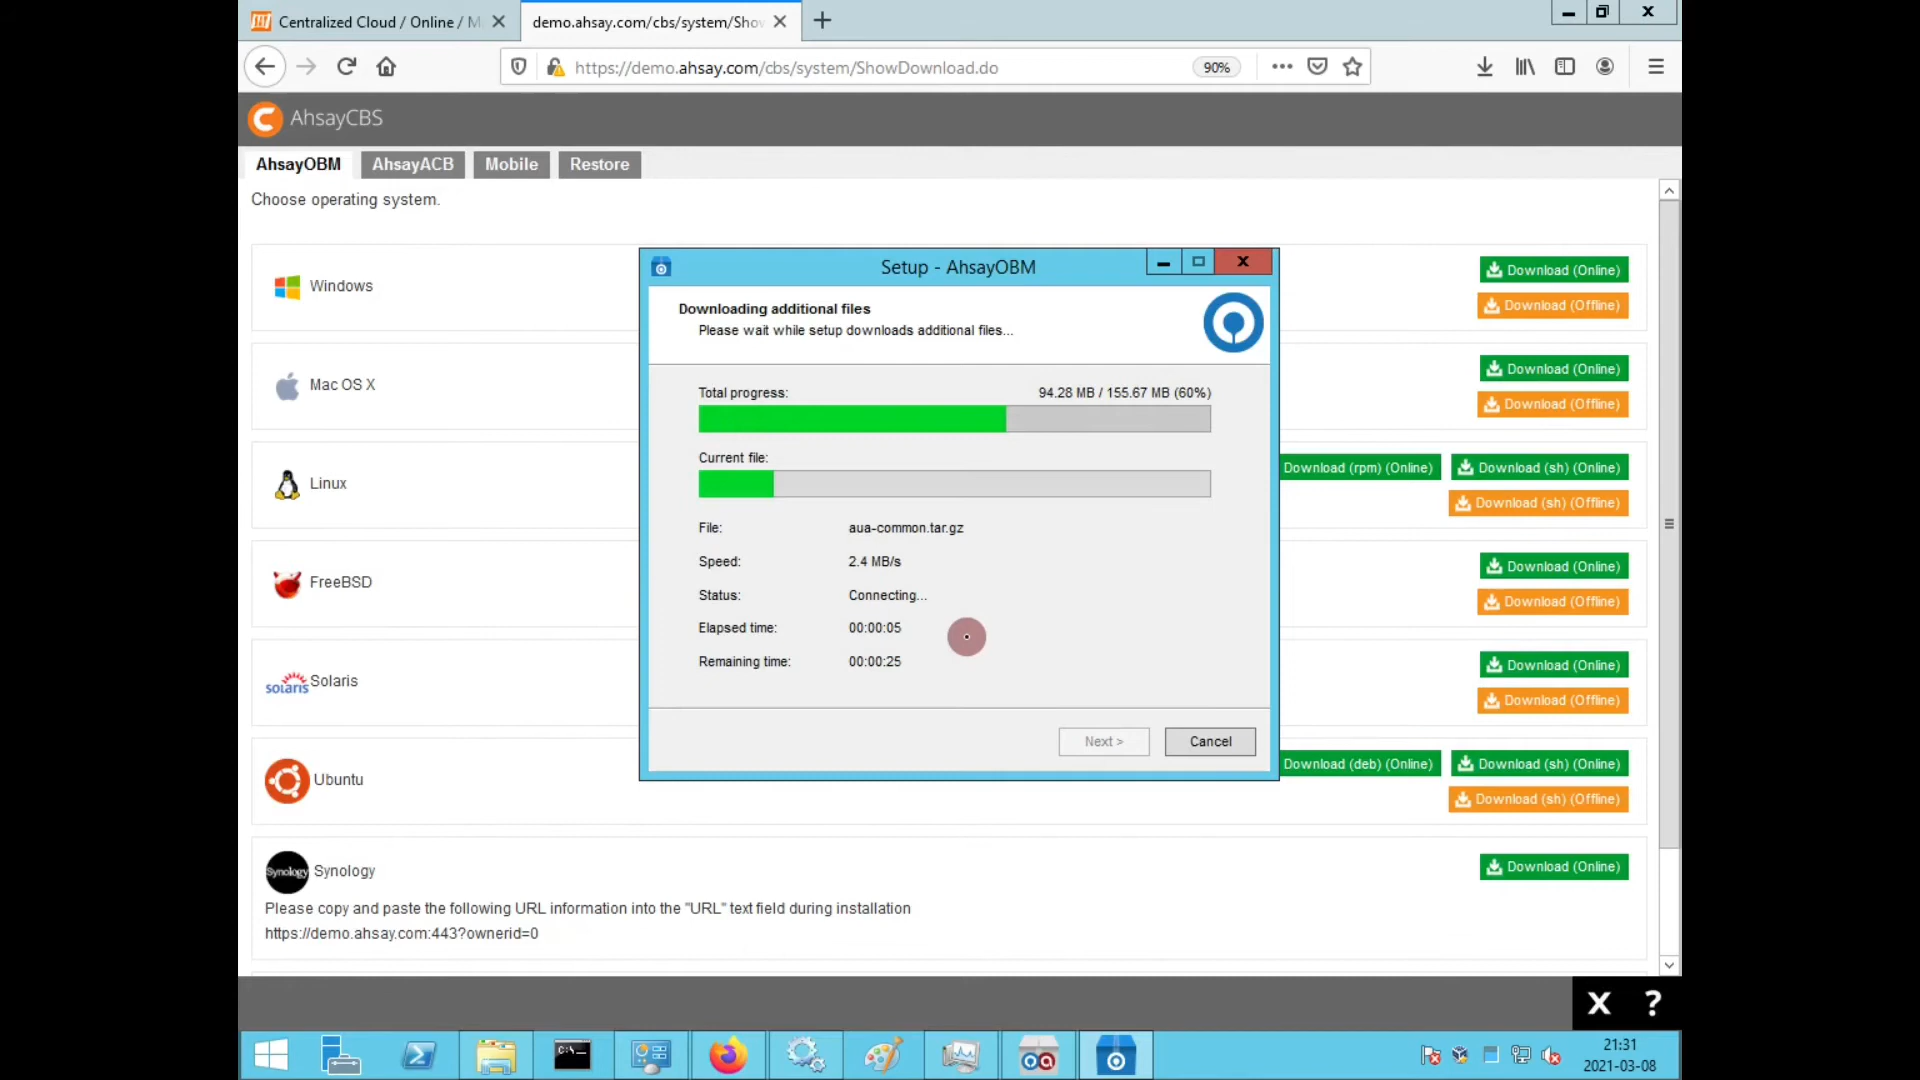 Centralized Cloud / Online / M
demo.ahsay.com/cbs/system/Show
https://demo.ahsay.com/cbs/system/ShowDownload.do
90%
AhsayCBS
AhsayOBM
AhsayACB
Mobile
Restore
Choose operating system.
Windows
Download (Online)
Download (Offline)
Mac OS X
Download (Online)
Download (Offline)
Linux
Download (rpm) (Online)
Download (sh) (Online)
Download (sh) (Offline)
FreeBSD
Download (Online)
Download (Offline)
solaris
Solaris
Download (Online)
Download (Offline)
Ubuntu
Download (deb) (Online)
Download (sh) (Online)
Download (sh) (Offline)
Synology
Synology
Download (Online)
Please copy and paste the following URL information into the "URL" text field during installation
https://demo.ahsay.com:443?ownerid=0
Setup - AhsayOBM
Downloading additional files
Please wait while setup downloads additional files...
Total progress:
94.28 MB / 155.67 MB (60%)
Current file:
File:
aua-common.tar.gz
Speed:
2.4 MB/s
Status:
Connecting...
Elapsed time:
00:00:05
Remaining time:
00:00:25
Next >
Cancel
X ?
C:\_
21:31
2021-03-08